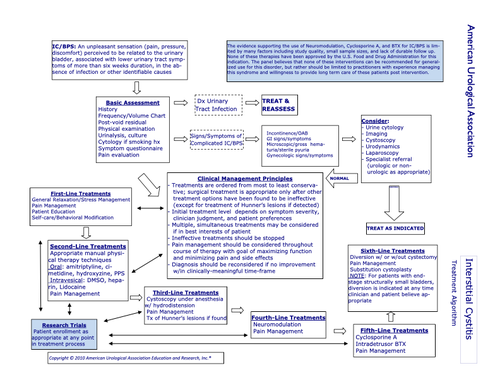 IC/BPS: An unpleasant sensation (pain, pressure,
discomfort) perceived to be related to the urinary
bladder, associated with lower urinary tract symp-
toms of more than six weeks duration, in the ab-
sence of infection or other identifiable causes
The evidence supporting the use of Neuromodulation, Cyclosporine A, and BTX for IC/BPS is lim-
ited by many factors including study quality, small sample sizes, and lack of durable follow up.
None of these therapies have been approved by the U.S. Food and Drug Administration for this
indication. The panel believes that none of these interventions can be recommended for general-
ized use for this disorder, but rather should be limited to practitioners with experience managing
this syndrome and willingness to provide long term care of these patients post intervention.
American Urological Association
Basic Assessment
History
Frequency/Volume Chart
Post-void residual
Physical examination
Urinalysis, culture
Cytology if smoking hx
Symptom questionnaire
Pain evaluation
Dx Urinary
Tract Infection
TREAT &
REASSESS
Signs/Symptoms of
Complicated IC/BPS
Incontinence/OAB
GI signs/symptoms
Microscopic/gross hema-
turia/sterile pyuria
Gynecologic signs/symptoms
Consider:
- Urine cytology
- Imaging
- Cystoscopy
- Urodynamics
- Laparoscopy
- Specialist referral
(urologic or non-
urologic as appropriate)
NORMAL
TREAT AS INDICATED
Clinical Management Principles
- Treatments are ordered from most to least conserva-
tive; surgical treatment is appropriate only after other
treatment options have been found to be ineffective
(except for treatment of Hunner's lesions if detected)
- Initial treatment level depends on symptom severity,
clinician judgment, and patient preferences
- Multiple, simultaneous treatments may be considered
if in best interests of patient
- Ineffective treatments should be stopped
- Pain management should be considered throughout
course of therapy with goal of maximizing function
and minimizing pain and side effects
- Diagnosis should be reconsidered if no improvement
w/in clinically-meaningful time-frame
First-Line Treatments
General Relaxation/Stress Management
Pain Management
Patient Education
Self-care/Behavioral Modification
Second-Line Treatments
Appropriate manual physi-
cal therapy techniques
Oral: amitriptyline, ci-
metidine, hydroxyzine, PPS
Intravesical: DMSO, hepa-
rin, Lidocaine
Pain Management
Third-Line Treatments
Cystoscopy under anesthesia
w/ hydrodistension
Pain Management
Tx of Hunner's lesions if found
Fourth-Line Treatments
Neuromodulation
Pain Management
Fifth-Line Treatments
Cyclosporine A
Intradetrusor BTX
Pain Management
Sixth-Line Treatments
Diversion w/ or w/out cystectomy
Pain Management
Substitution cystoplasty
NOTE: For patients with end-
stage structurally small bladders,
diversion is indicated at any time
clinician and patient believe ap-
propriate
Research Trials
Patient enrollment as
appropriate at any point
in treatment process
Interstitial Cystitis
Treatment Algorithm
Copyright © 2010 American Urological Association Education and Research, Inc.®